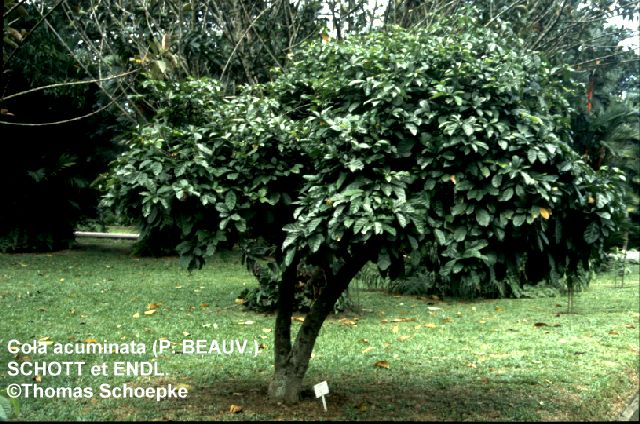 Cola acuminata (P. BEAUV.)
SCHOTT et ENDL.
©Thomas Schoepke